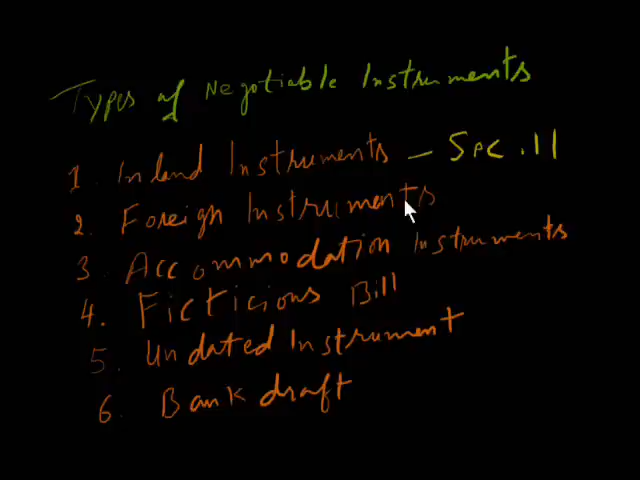 Types of Negotiable Instruments
1. Inland Instruments - Sec. 11
2. Foreign Instruments
3. Accommodation Instruments
4. Ficticious Bill
5. Undated Instrument
6. Bank draft